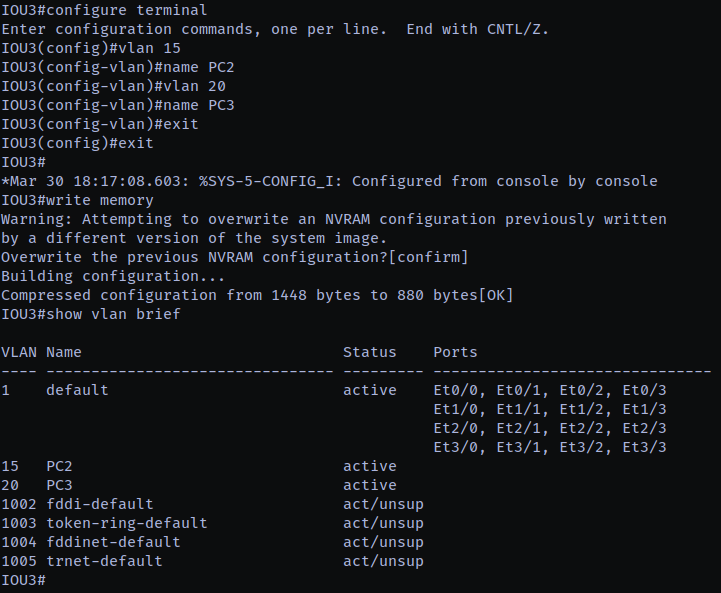 IOU3#configure terminal
Enter configuration commands, one per line.  End with CNTL/Z.
IOU3(config)#vlan 15
IOU3(config-vlan)#name PC2
IOU3(config-vlan)#vlan 20
IOU3(config-vlan)#name PC3
IOU3(config-vlan)#exit
IOU3(config)#exit
IOU3#
*Mar 30 18:17:08.603: %SYS-5-CONFIG_I: Configured from console by console
IOU3#write memory
Warning: Attempting to overwrite an NVRAM configuration previously written
by a different version of the system image.
Overwrite the previous NVRAM configuration?[confirm]
Building configuration...
Compressed configuration from 1448 bytes to 880 bytes[OK]
IOU3#show vlan brief

VLAN Name                             Status    Ports
---- -------------------------------- --------- -------------------------------
1    default                          active    Et0/0, Et0/1, Et0/2, Et0/3
                                                Et1/0, Et1/1, Et1/2, Et1/3
                                                Et2/0, Et2/1, Et2/2, Et2/3
                                                Et3/0, Et3/1, Et3/2, Et3/3
15   PC2                              active
20   PC3                              active
1002 fddi-default                     act/unsup
1003 token-ring-default               act/unsup
1004 fddinet-default                  act/unsup
1005 trnet-default                    act/unsup
IOU3#